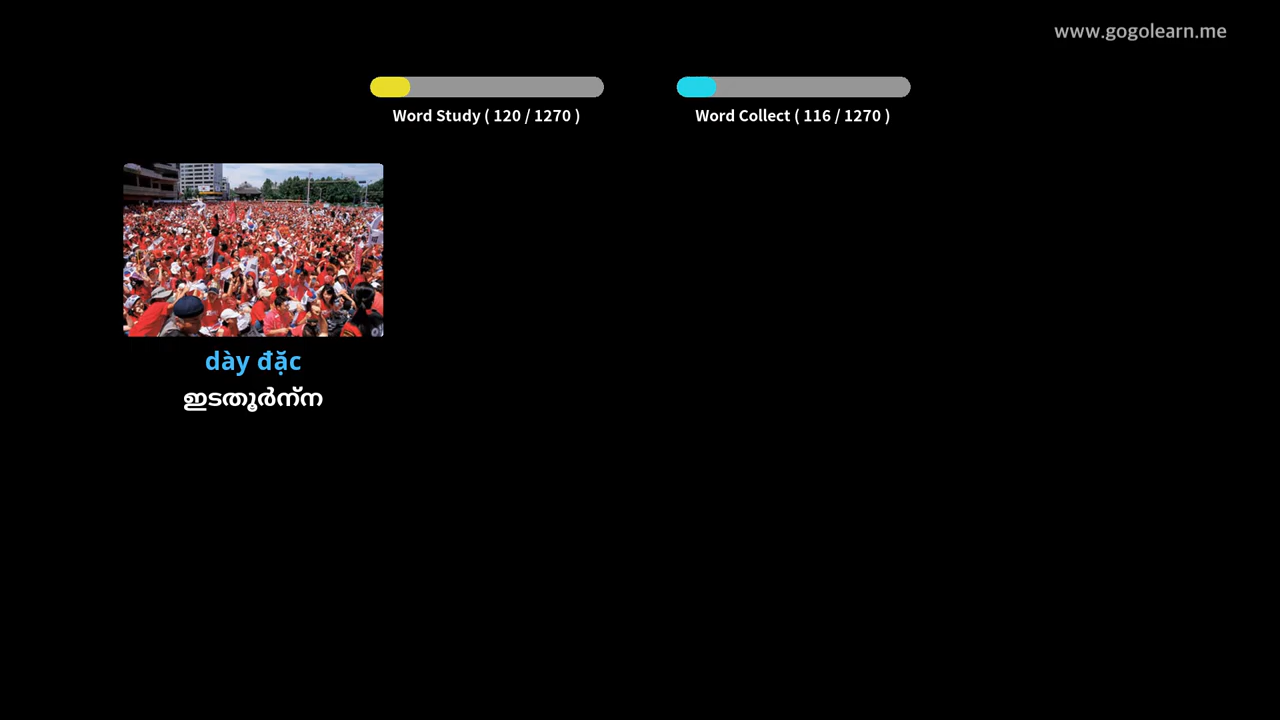 www.gogolearn.me
Word Study ( 120 / 1270 )
Word Collect ( 116 / 1270 )
dày đặc
ഇടതൂർന്ന